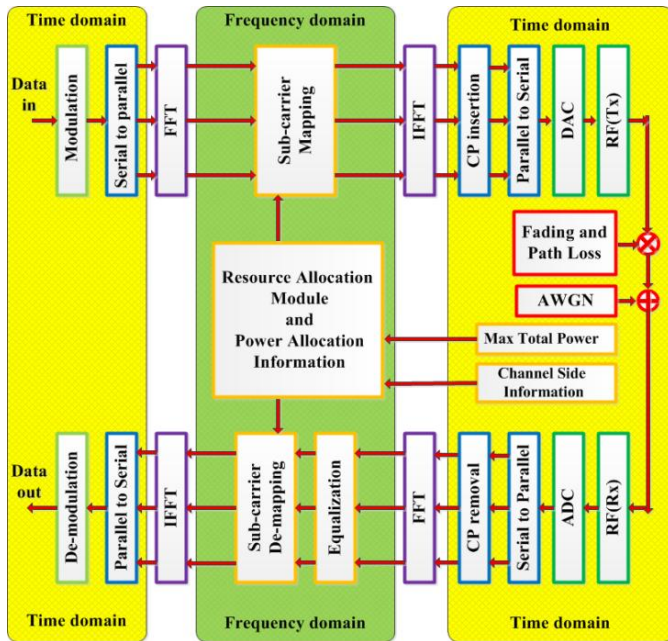 Time domain
Frequency domain
Time domain
Data
in
Modulation
Serial to parallel
FFT
Sub-carrier
Mapping
IFFT
CP insertion
Parallel to Serial
DAC
RF(Tx)
Fading and
Path Loss
AWGN
Resource Allocation
Module
and
Power Allocation
Information
Max Total Power
Channel Side
Information
Data
out
De-modulation
Parallel to Serial
IFFT
Sub-carrier
De-mapping
Equalization
FFT
CP removal
Serial to Parallel
ADC
RF(Rx)
Time domain
Frequency domain
Time domain